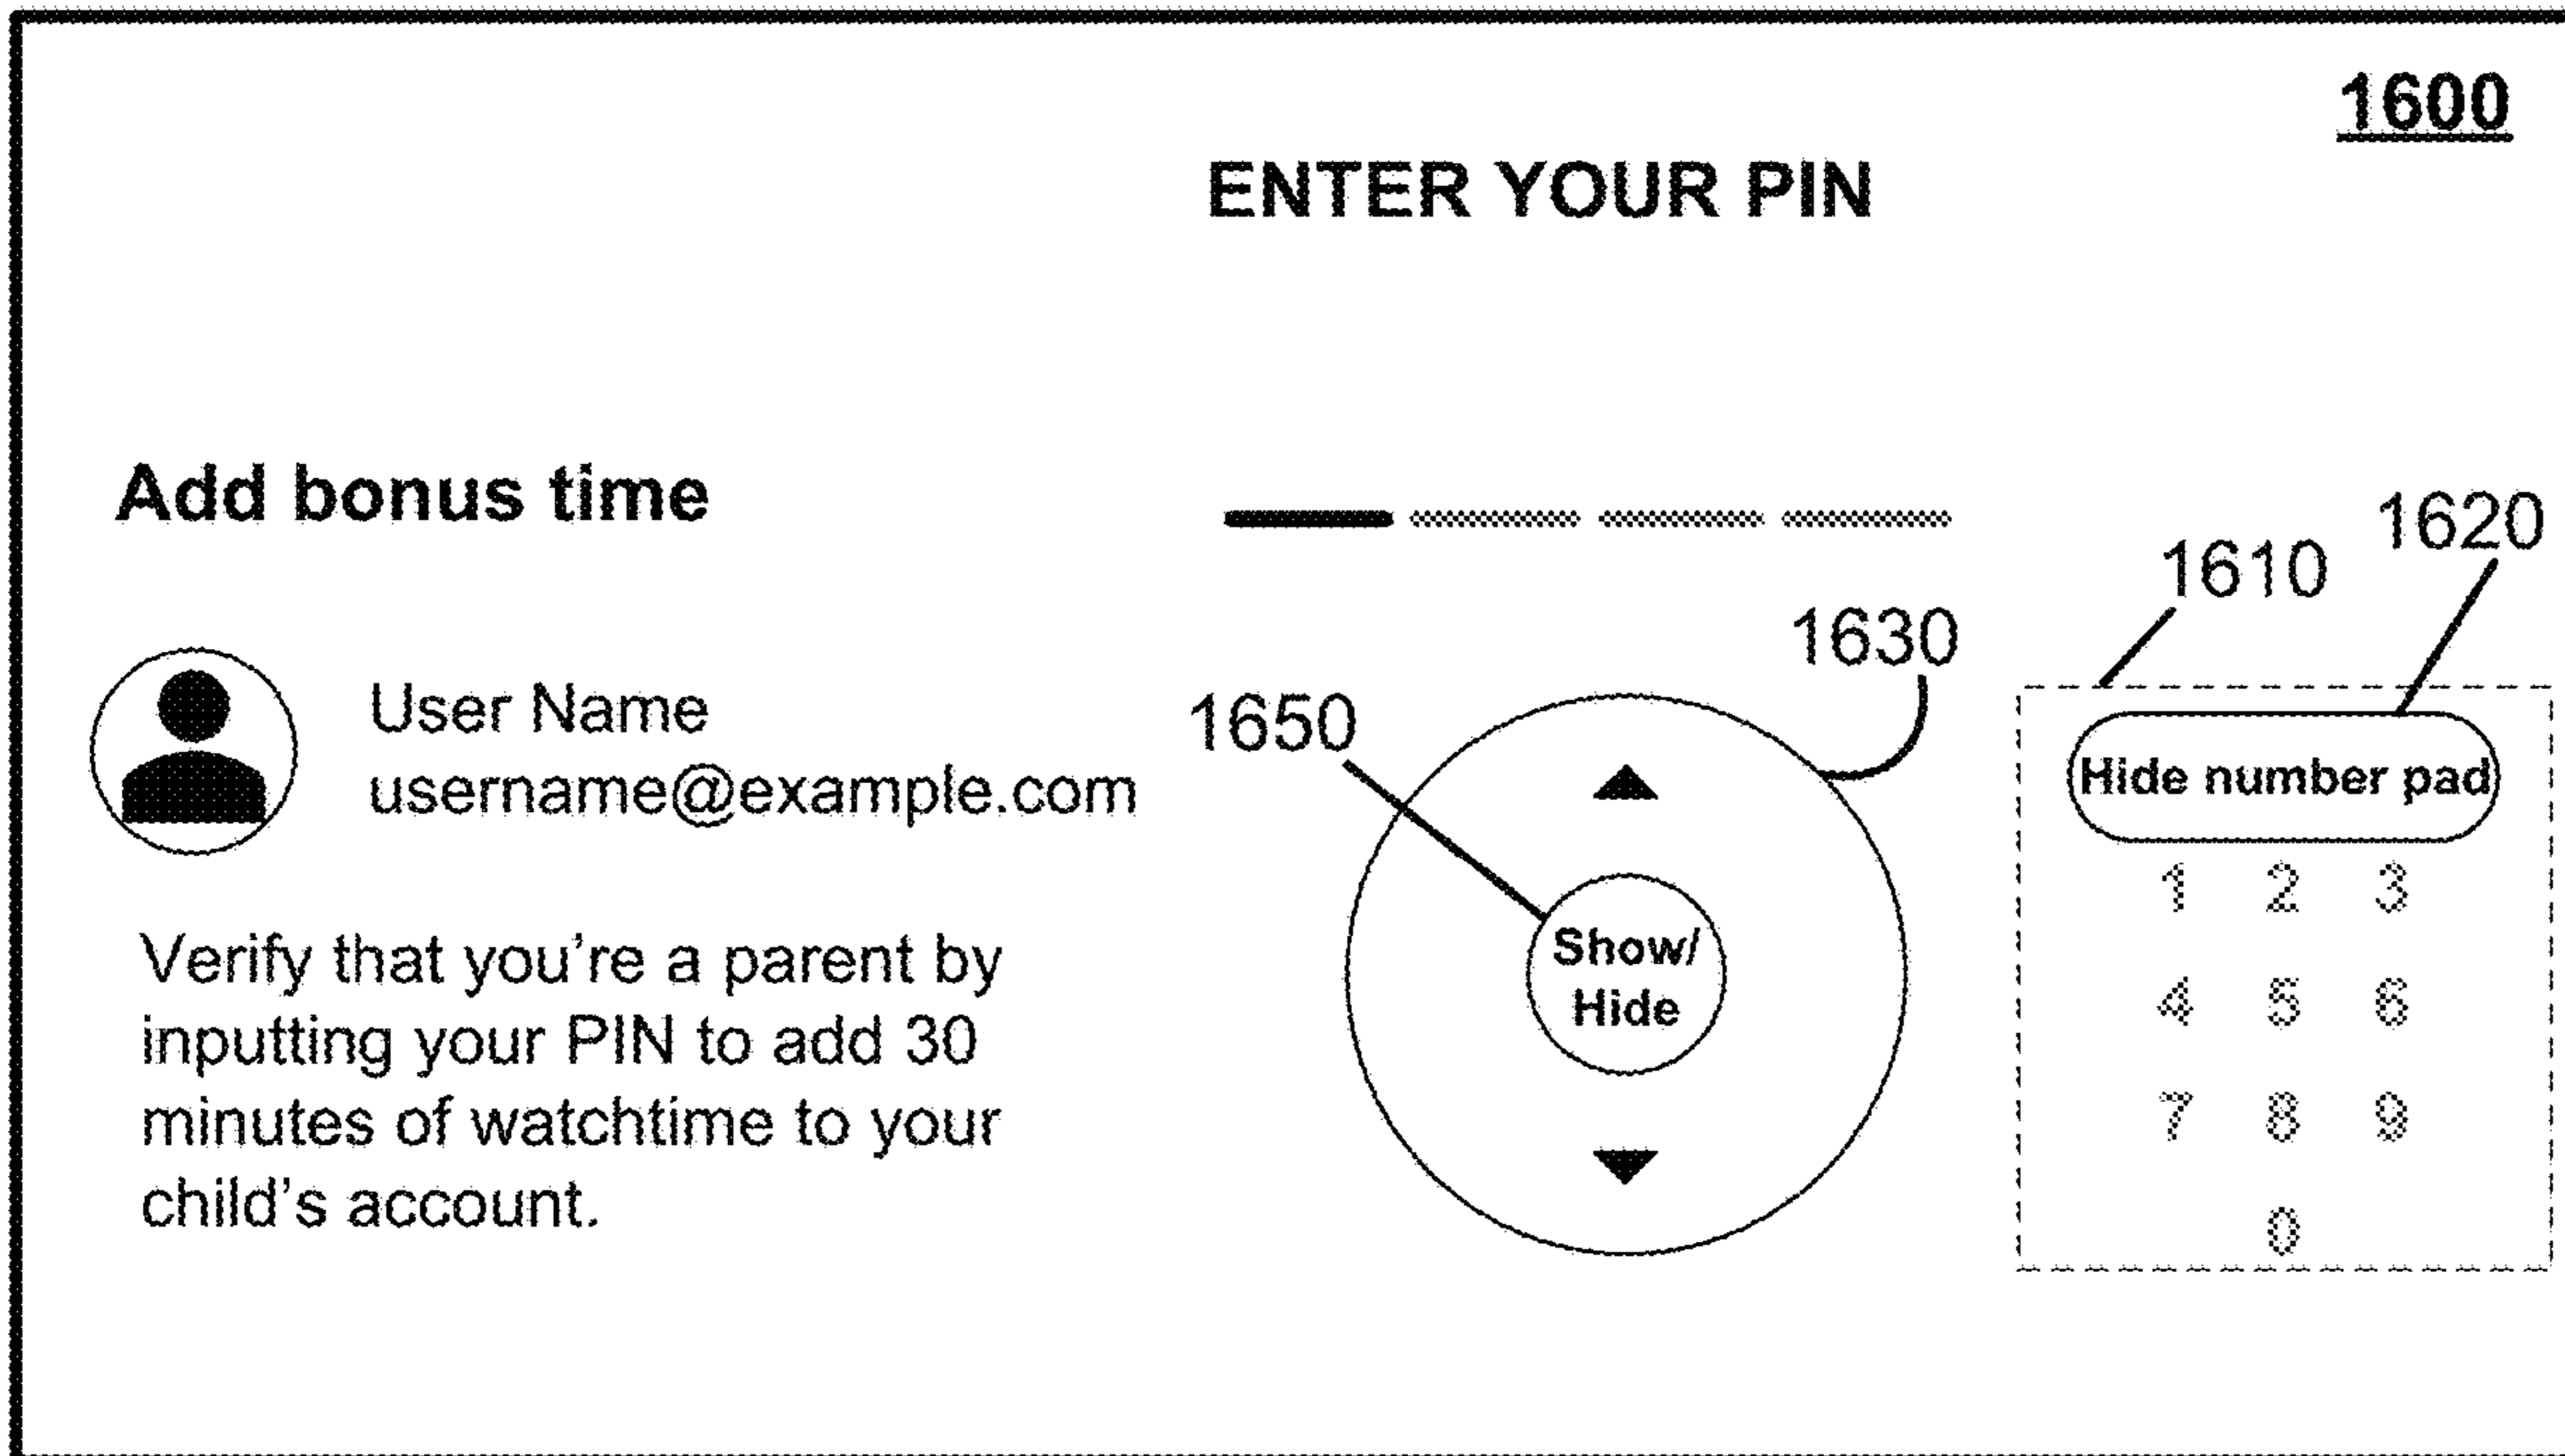 1600
ENTER YOUR PIN
Add bonus time
User Name
username@example.com
Verify that you're a parent by
inputting your PIN to add 30
minutes of watchtime to your
child's account.
1650
1630
Show/
Hide
1610
1620
Hide number pad
1 2 3
4 5 6
7 8 9
0